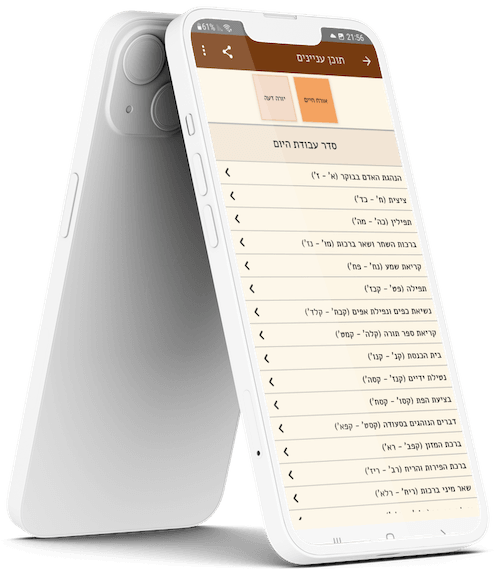 61% 21:56
תוכן עניינים
אורח חיים יורה דעה
סדר עבודת היום
הנהגת האדם בבוקר (א' - ז')
ציצית (ח' - כד')
תפילין (כה' - מה')
ברכות השחר ושאר ברכות (מו' - נז')
קריאת שמע (נח' - פח')
תפילה (פט' - קכז')
נשיאת כפים ונפילת אפים (קכח' - קלד')
קריאת ספר תורה (קלה' - קמט')
בית הכנסת (קנ' - קנו')
נטילת ידיים (קנז' - קסה')
בציעת הפת (קסו' - קסח')
דברים הנוהגים בסעודה (קסט' - קפא')
ברכת המזון (קפב' - רא')
ברכת הפירות והריח (רב' - ריז')
שאר מיני ברכות (ריח' - רלא')